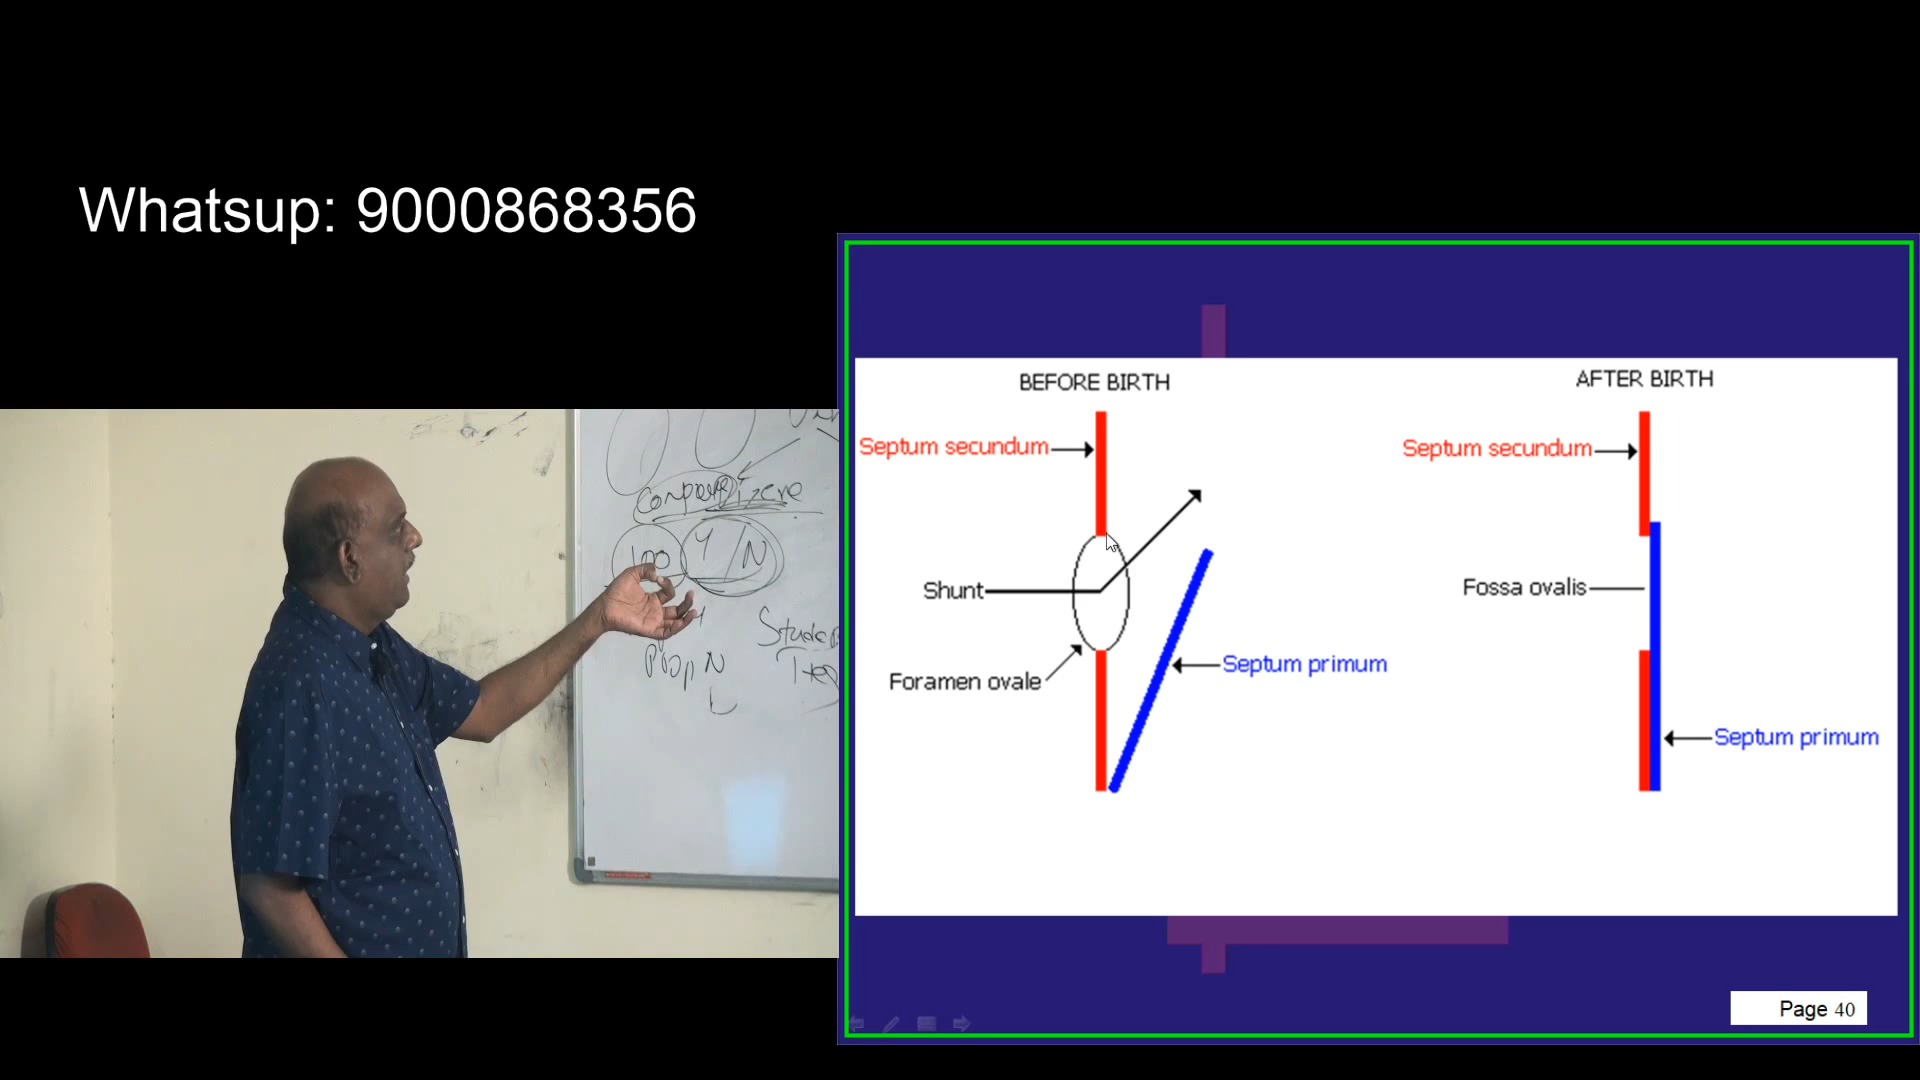 Whatsup: 9000868356
BEFORE BIRTH
Septum secundum
Shunt
Foramen ovale
Septum primum
AFTER BIRTH
Septum secundum
Fossa ovalis
Septum primum
Page 40
100
Y/N